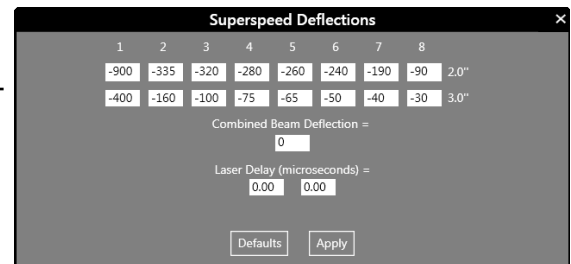 Superspeed Deflections ×
1 2 3 4 5 6 7 8
-900 -335 -320 -280 -260 -240 -190 -90 2.0"
-400 -160 -100 -75 -65 -50 -40 -30 3.0"
Combined Beam Deflection =
0
Laser Delay (microseconds) =
0.00 0.00
Defaults Apply